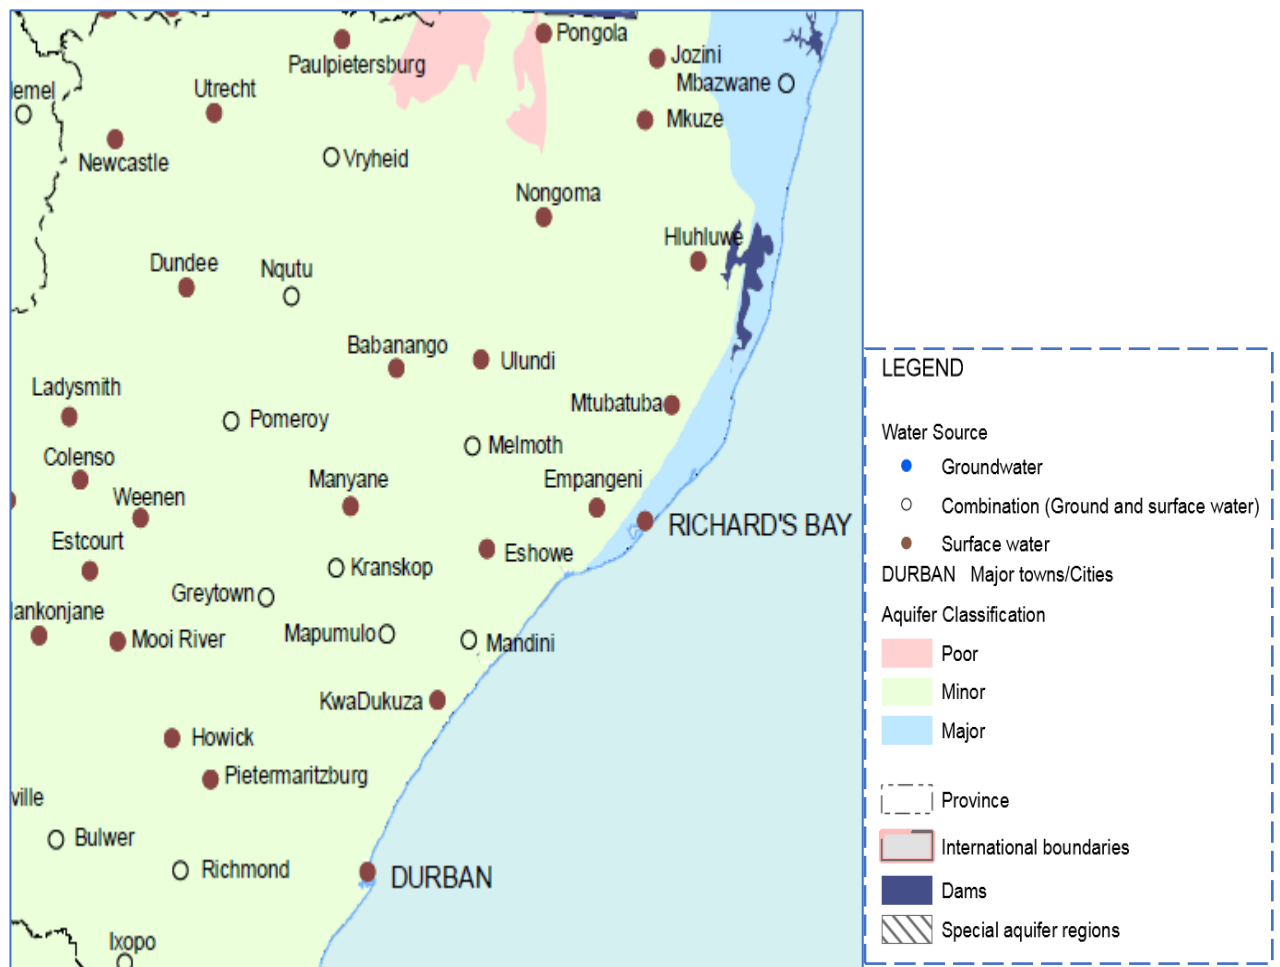 Pongola
Jozini
Paulpietersburg
Mbazwane
Utrecht
Mkuze
Newcastle
Vryheid
Nongoma
Hluhluwe
Dundee
Nqutu
Babanango
Ulundi
Ladysmith
Mtubatuba
Pomeroy
Melmoth
Colenso
Manyane
Empangeni
Weenen
RICHARD'S BAY
Estcourt
Eshowe
Kranskop
Greytown
lankonjane
Mooi River
Mapumulo
Mandini
KwaDukuza
Howick
Pietermaritzburg
ville
Bulwer
Richmond
DURBAN
Ixopo
LEGEND
Water Source
Groundwater
Combination (Ground and surface water)
Surface water
DURBAN Major towns/Cities
Aquifer Classification
Poor
Minor
Major
Province
International boundaries
Dams
Special aquifer regions